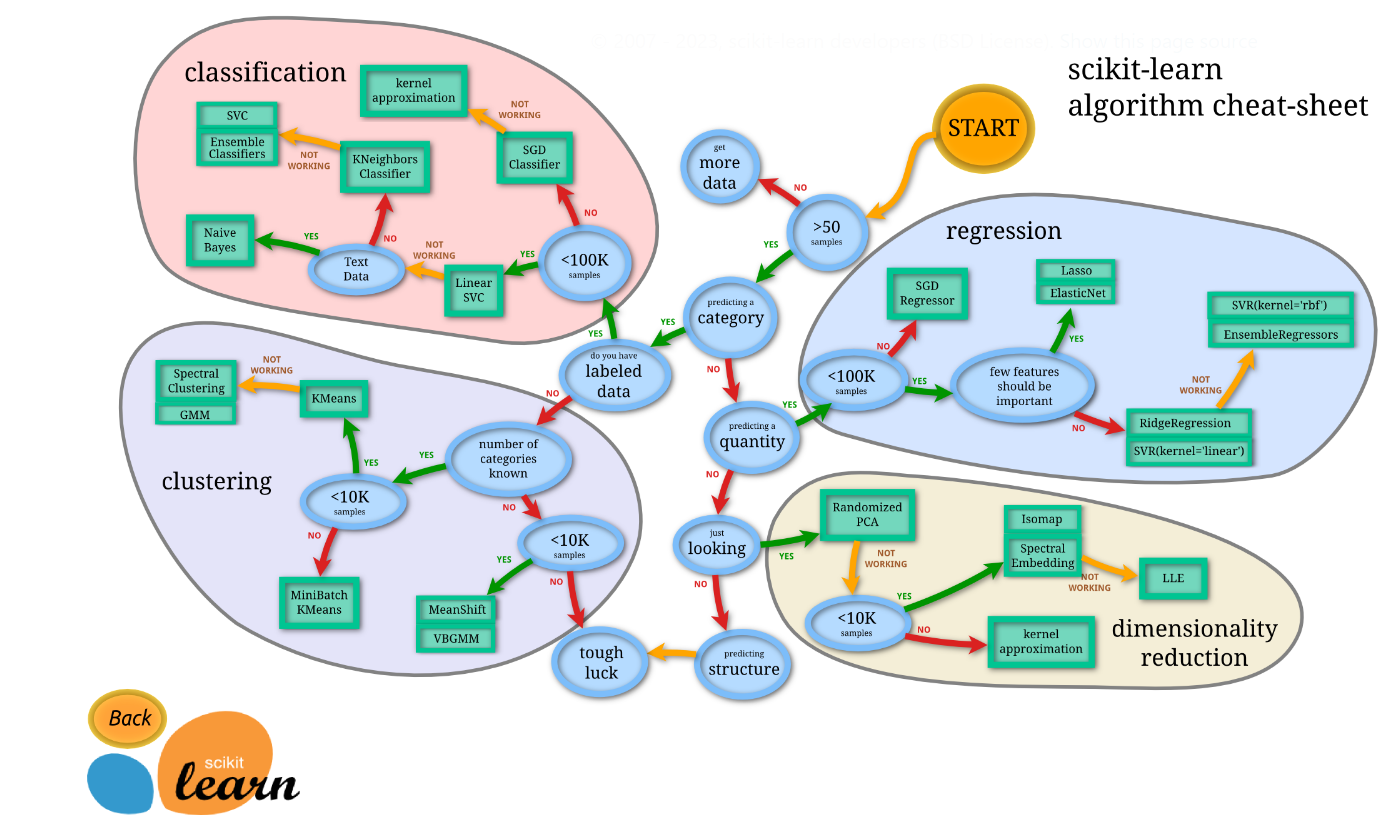 scikit-learn
algorithm cheat-sheet
START
classification
kernel
approximation
NOT
WORKING
SVC
Ensemble
Classifiers
NOT
WORKING
KNeighbors
Classifier
SGD
Classifier
NO
Naive
Bayes
YES
Text
Data
NO
NOT
WORKING
Linear
SVC
YES
<100K
samples
YES
get
more
data
NO
>50
samples
YES
predicting a
category
YES
do you have
labeled
data
NO
NO
predicting a
quantity
YES
NO
just
looking
YES
NO
predicting
structure
tough
luck
regression
SGD
Regressor
NO
<100K
samples
YES
Lasso
ElasticNet
YES
few features
should be
important
NO
SVR(kernel='rbf')
EnsembleRegressors
NOT
WORKING
RidgeRegression
SVR(kernel='linear')
clustering
Spectral
Clustering
GMM
NOT
WORKING
KMeans
YES
number of
categories
known
YES
<10K
samples
NO
MiniBatch
KMeans
NO
<10K
samples
YES
NO
MeanShift
VBGMM
dimensionality
reduction
Randomized
PCA
NOT
WORKING
<10K
samples
YES
NO
Isomap
Spectral
Embedding
NOT
WORKING
LLE
kernel
approximation
Back
scikit
learn